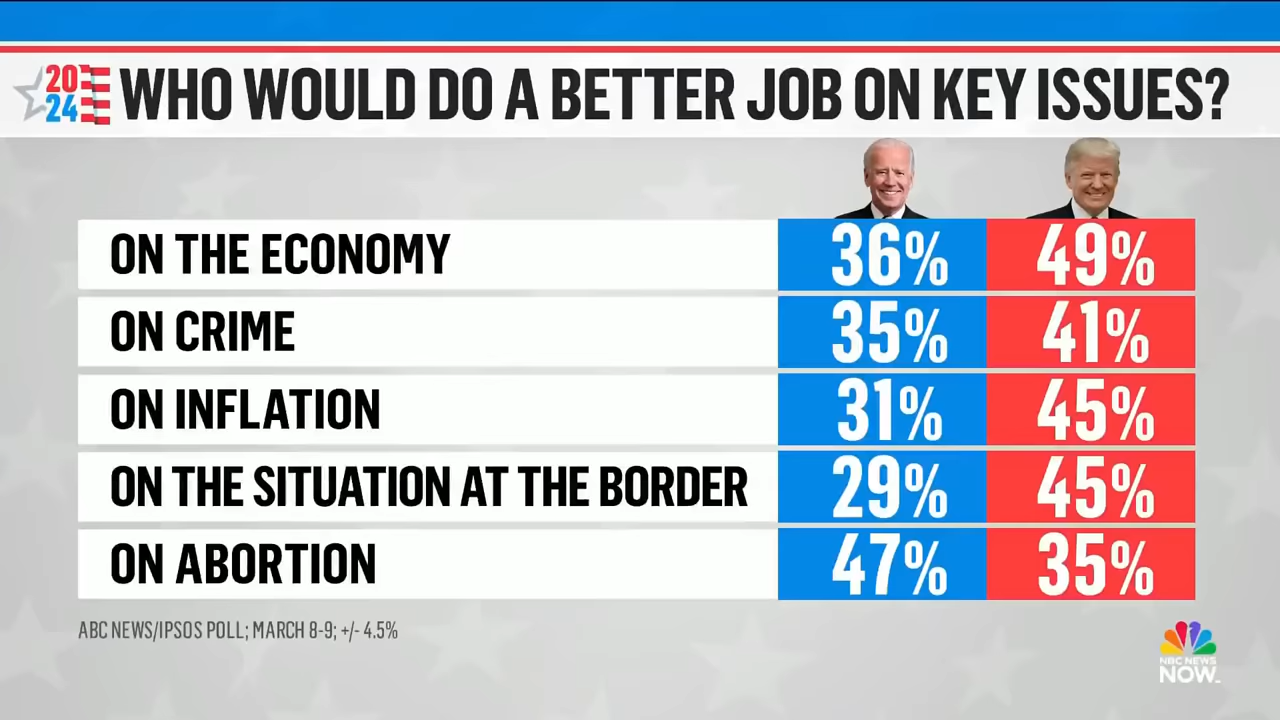 2024 WHO WOULD DO A BETTER JOB ON KEY ISSUES?
ON THE ECONOMY 36% 49%
ON CRIME 35% 41%
ON INFLATION 31% 45%
ON THE SITUATION AT THE BORDER 29% 45%
ON ABORTION 47% 35%
ABC NEWS/IPSOS POLL; MARCH 8-9; +/- 4.5%
NBC NEWS
NOW